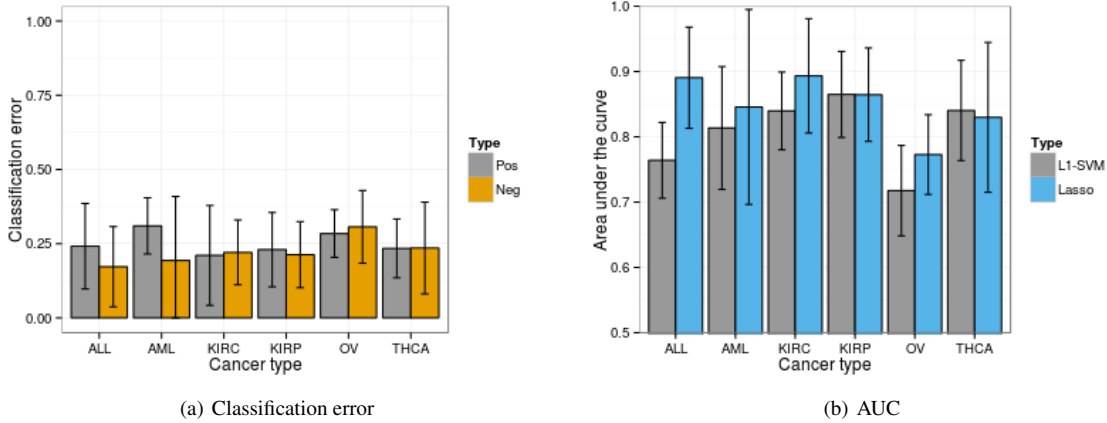 1.00
0.75
0.50
0.25
0.00
Classification error
ALL AML KIRC KIRP OV THCA
Cancer type
Type
Pos
Neg
(a) Classification error
1.0
0.9
0.8
0.7
0.6
0.5
Area under the curve
ALL AML KIRC KIRP OV THCA
Cancer type
Type
L1-SVM
Lasso
(b) AUC